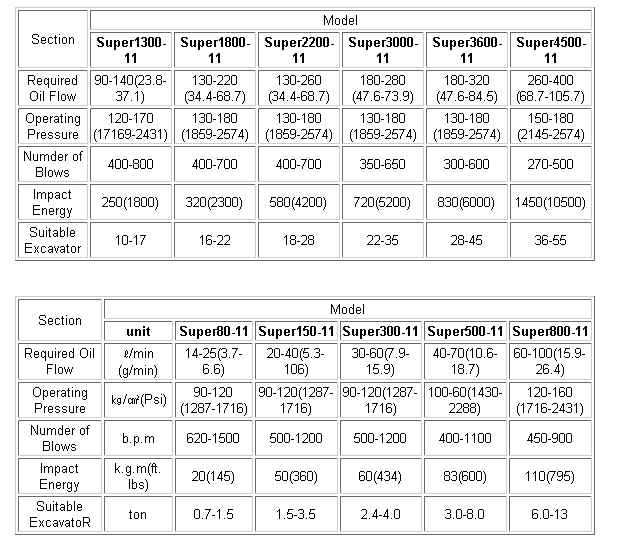 Section Model
Super1300-11 Super1800-11 Super2200-11 Super3000-11 Super3600-11 Super4500-11
Required Oil Flow 90-140(23.8-37.1) 130-220 (34.4-68.7) 130-260 (34.4-68.7) 180-280 (47.6-73.9) 180-320 (47.6-84.5) 260-400 (68.7-105.7)
Operating Pressure 120-170 (17169-2431) 130-180 (1859-2574) 130-180 (1859-2574) 130-180 (1859-2574) 130-180 (1859-2574) 150-180 (2145-2574)
Numder of Blows 400-800 400-700 400-700 350-650 300-600 270-500
Impact Energy 250(1800) 320(2300) 580(4200) 720(5200) 830(6000) 1450(10500)
Suitable Excavator 10-17 16-22 18-28 22-35 28-45 36-55
Section Model
unit Super80-11 Super150-11 Super300-11 Super500-11 Super800-11
Required Oil Flow ℓ/min (g/min) 14-25(3.7-6.6) 20-40(5.3-106) 30-60(7.9-15.9) 40-70(10.6-18.7) 60-100(15.9-26.4)
Operating Pressure kg/㎠(Psi) 90-120 (1287-1716) 90-120(1287-1716) 90-120(1287-1716) 100-60(1430-2288) 120-160 (1716-2431)
Numder of Blows b.p.m 620-1500 500-1200 500-1200 400-1100 450-900
Impact Energy k.g.m(ft. lbs) 20(145) 50(360) 60(434) 83(600) 110(795)
Suitable ExcavatoR ton 0.7-1.5 1.5-3.5 2.4-4.0 3.0-8.0 6.0-13